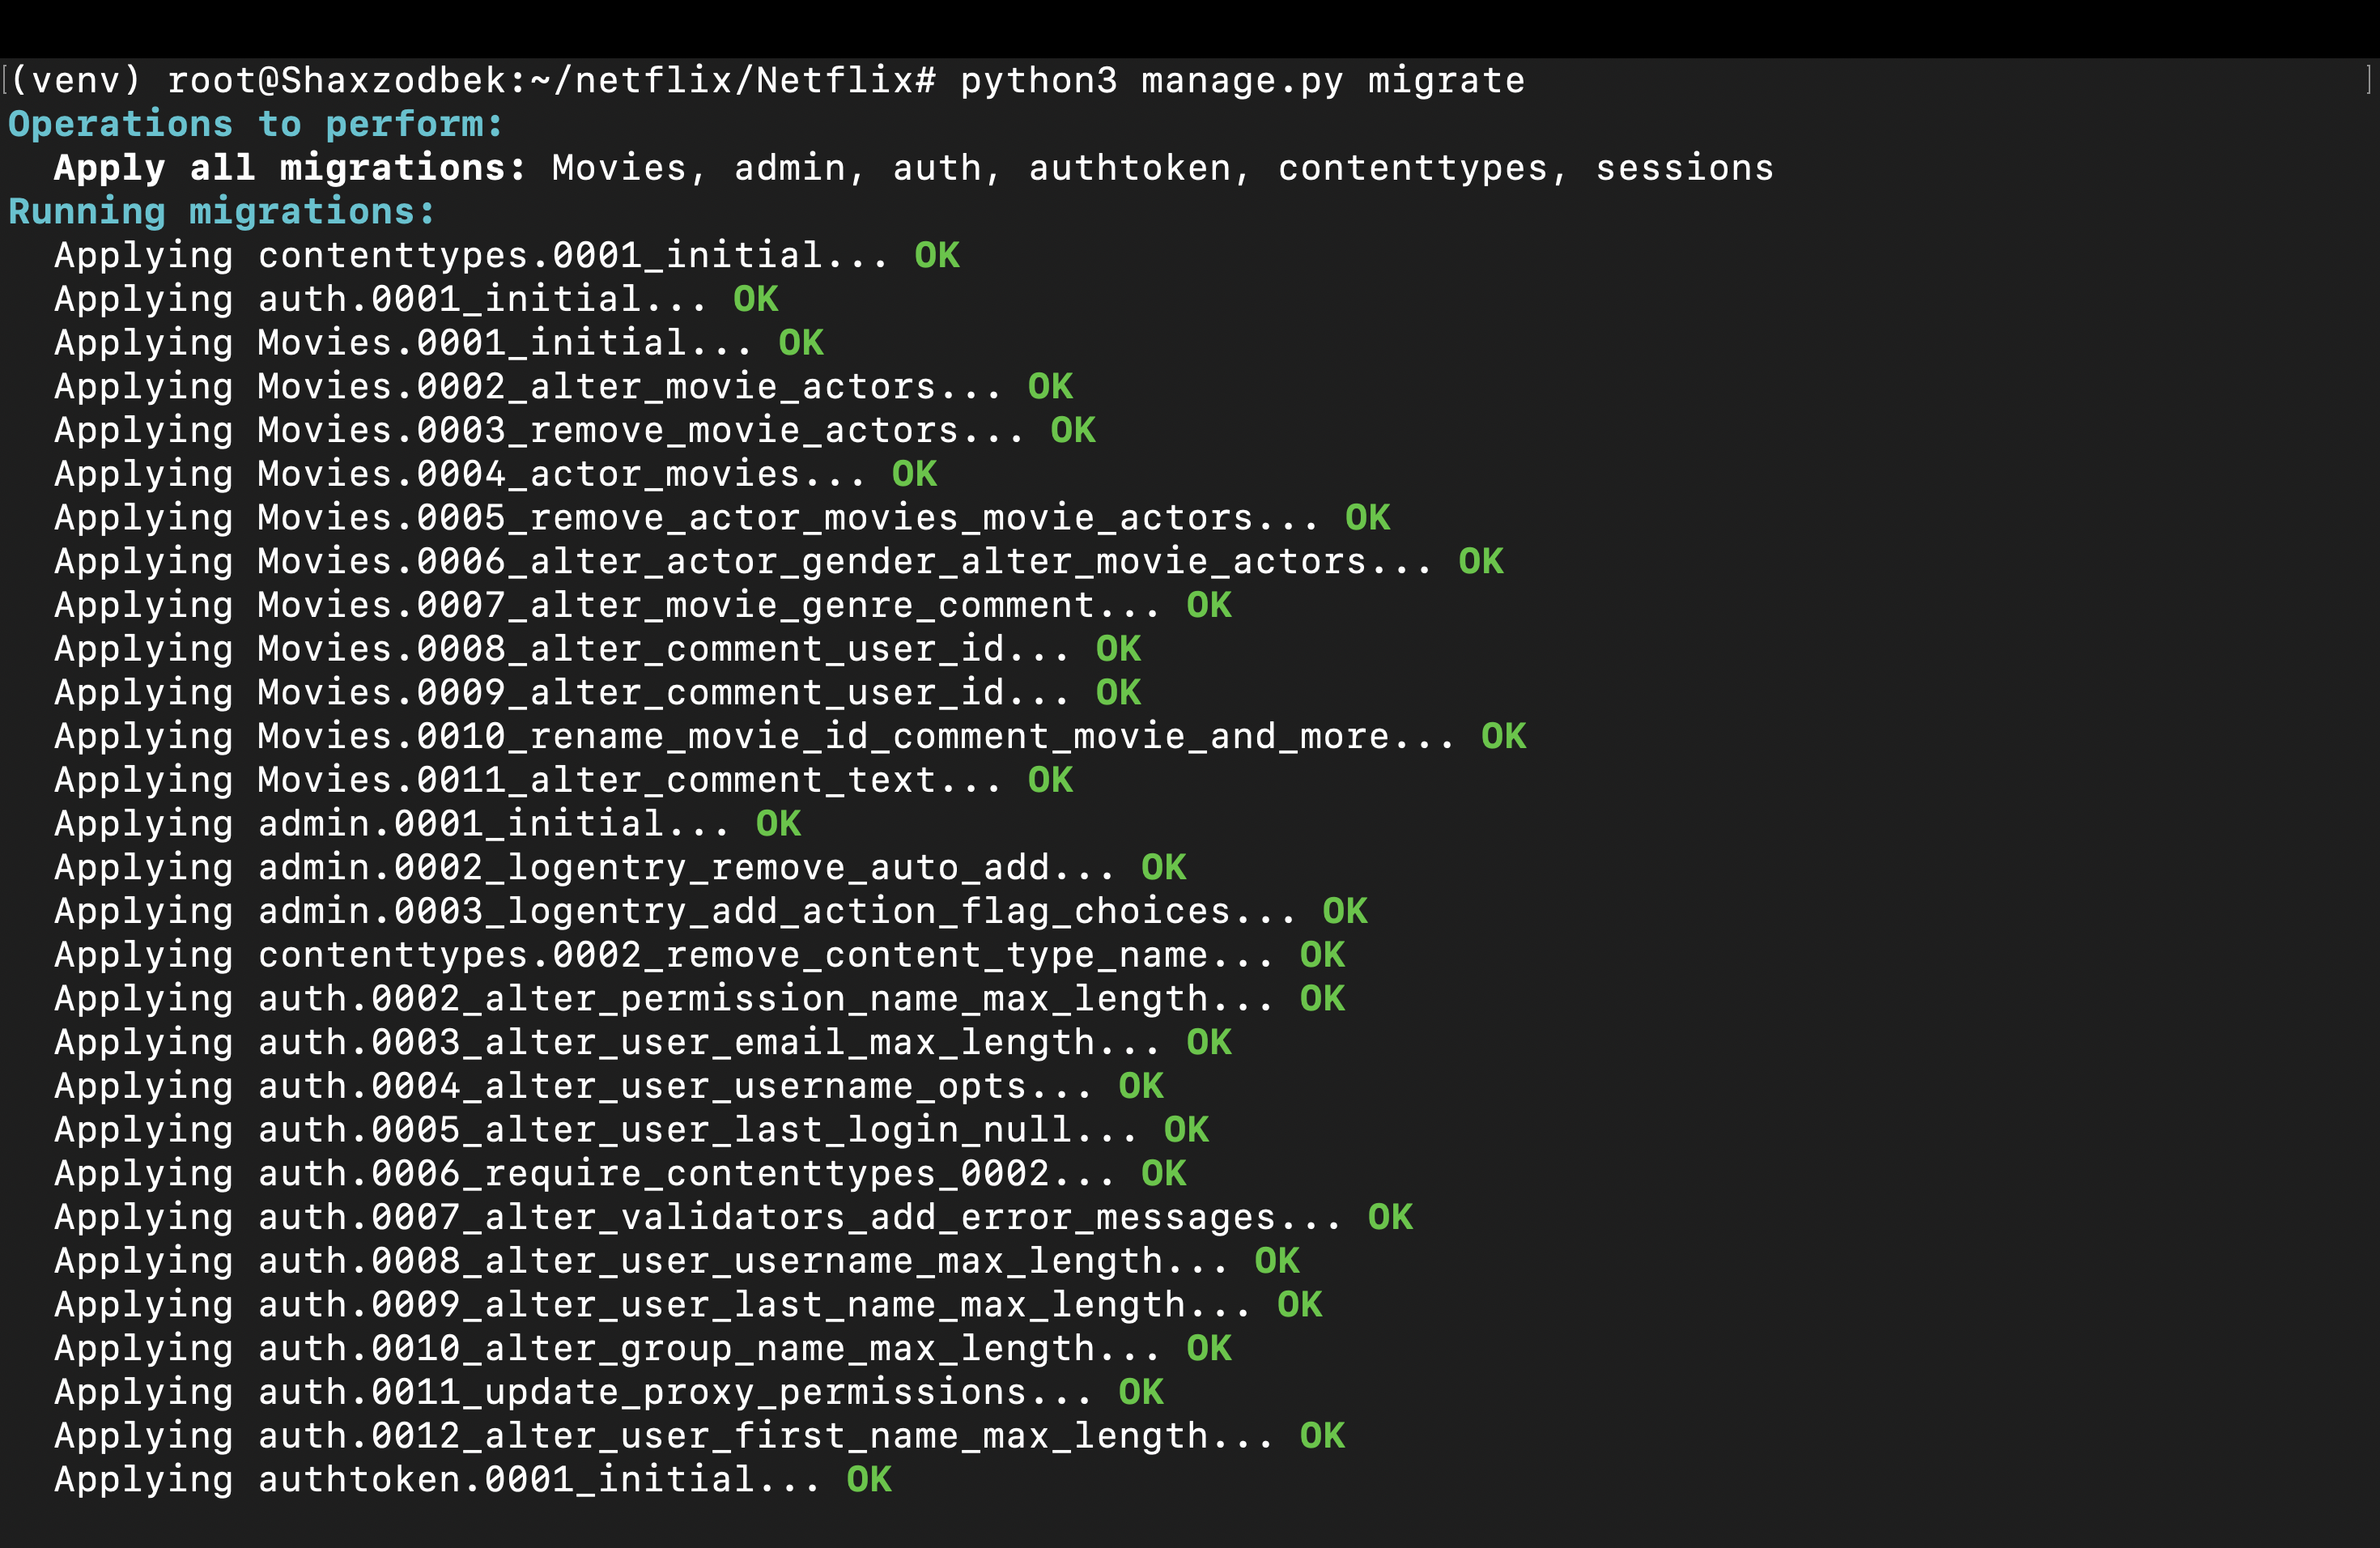 (venv) root@Shaxzodbek:~/netflix/Netflix# python3 manage.py migrate
Operations to perform:
  Apply all migrations: Movies, admin, auth, authtoken, contenttypes, sessions
Running migrations:
  Applying contenttypes.0001_initial... OK
  Applying auth.0001_initial... OK
  Applying Movies.0001_initial... OK
  Applying Movies.0002_alter_movie_actors... OK
  Applying Movies.0003_remove_movie_actors... OK
  Applying Movies.0004_actor_movies... OK
  Applying Movies.0005_remove_actor_movies_movie_actors... OK
  Applying Movies.0006_alter_actor_gender_alter_movie_actors... OK
  Applying Movies.0007_alter_movie_genre_comment... OK
  Applying Movies.0008_alter_comment_user_id... OK
  Applying Movies.0009_alter_comment_user_id... OK
  Applying Movies.0010_rename_movie_id_comment_movie_and_more... OK
  Applying Movies.0011_alter_comment_text... OK
  Applying admin.0001_initial... OK
  Applying admin.0002_logentry_remove_auto_add... OK
  Applying admin.0003_logentry_add_action_flag_choices... OK
  Applying contenttypes.0002_remove_content_type_name... OK
  Applying auth.0002_alter_permission_name_max_length... OK
  Applying auth.0003_alter_user_email_max_length... OK
  Applying auth.0004_alter_user_username_opts... OK
  Applying auth.0005_alter_user_last_login_null... OK
  Applying auth.0006_require_contenttypes_0002... OK
  Applying auth.0007_alter_validators_add_error_messages... OK
  Applying auth.0008_alter_user_username_max_length... OK
  Applying auth.0009_alter_user_last_name_max_length... OK
  Applying auth.0010_alter_group_name_max_length... OK
  Applying auth.0011_update_proxy_permissions... OK
  Applying auth.0012_alter_user_first_name_max_length... OK
  Applying authtoken.0001_initial... OK